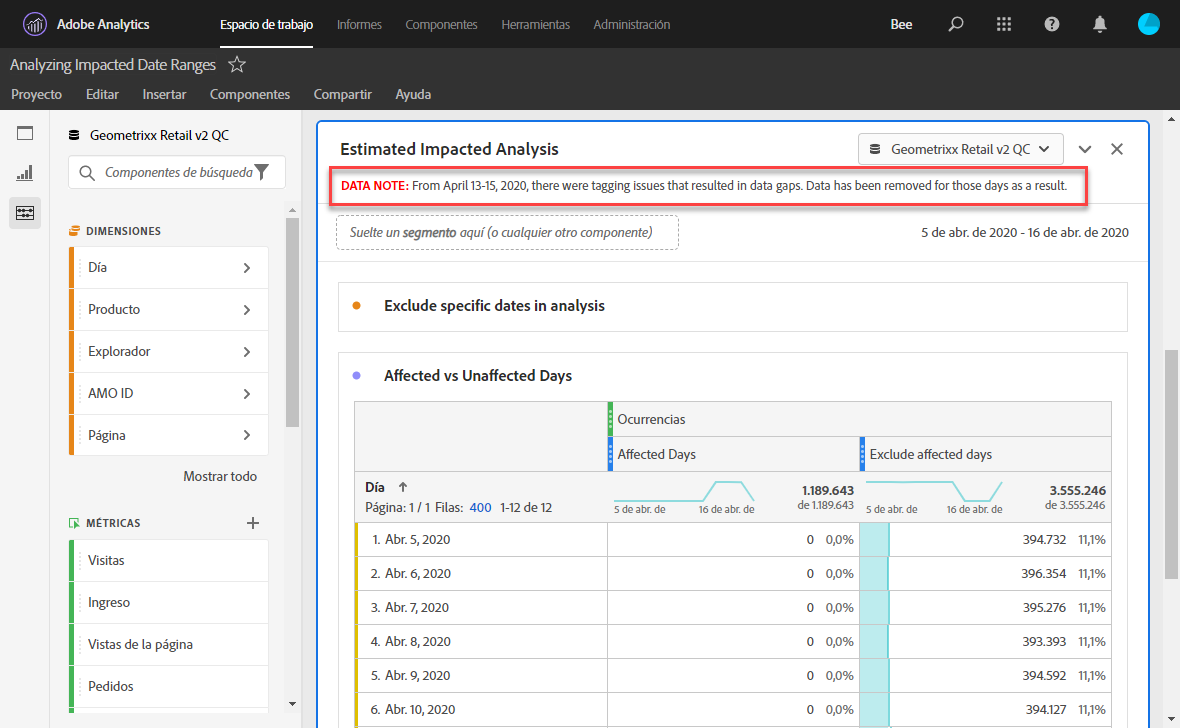 Adobe Analytics
Espacio de trabajo
Informes
Componentes
Herramientas
Administración
Bee
Analyzing Impacted Date Ranges
Proyecto
Editar
Insertar
Componentes
Compartir
Ayuda
Geometrixx Retail v2 QC
Componentes de búsqueda
DIMENSIONES
Día
Producto
Explorador
AMO ID
Página
Mostrar todo
MÉTRICAS
Visitas
Ingreso
Vistas de la página
Pedidos
Estimated Impacted Analysis
Geometrixx Retail v2 QC
DATA NOTE: From April 13-15, 2020, there were tagging issues that resulted in data gaps. Data has been removed for those days as a result.
Suelte un segmento aquí (o cualquier otro componente)
5 de abr. de 2020 - 16 de abr. de 2020
Exclude specific dates in analysis
Affected vs Unaffected Days
Ocurrencias
Affected Days
Exclude affected days
Día
Página: 1 / 1 Filas: 400 1-12 de 12
5 de abr. de
16 de abr. de
1.189.643
de 1.189.643
5 de abr. de
16 de abr. de
3.555.246
de 3.555.246
1. Abr. 5, 2020 0 0,0% 394.732 11,1%
2. Abr. 6, 2020 0 0,0% 396.354 11,1%
3. Abr. 7, 2020 0 0,0% 395.276 11,1%
4. Abr. 8, 2020 0 0,0% 393.393 11,1%
5. Abr. 9, 2020 0 0,0% 394.592 11,1%
6. Abr. 10, 2020 0 0,0% 394.127 11,1%